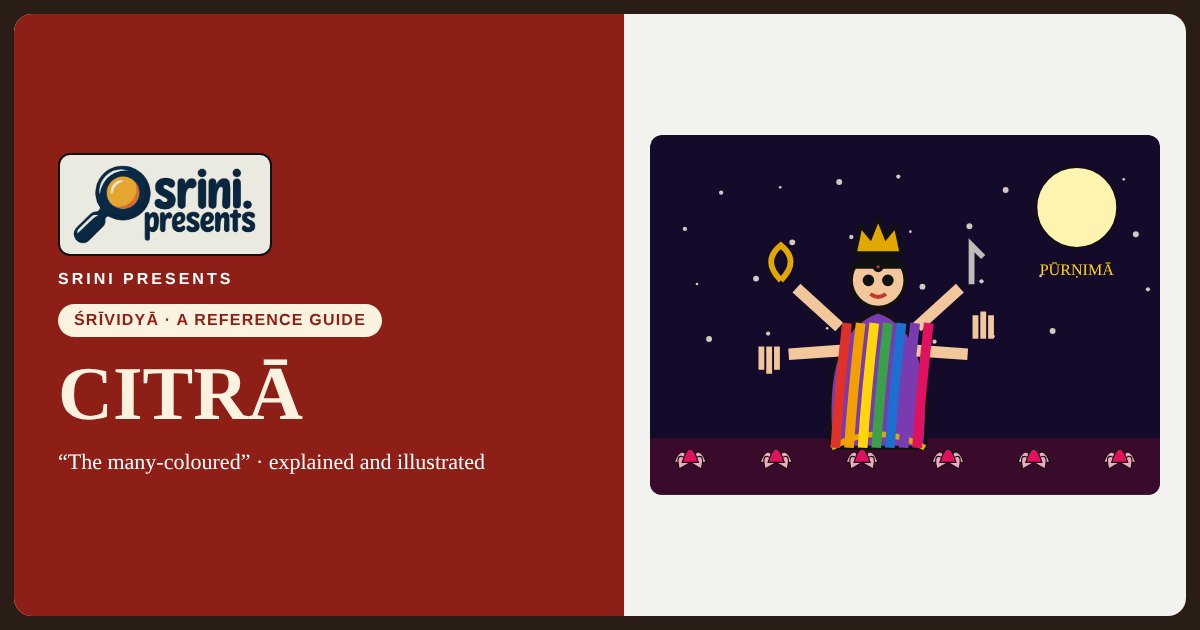 srini.
presents
SRINI PRESENTS
ŚRĪVIDYĀ · A REFERENCE GUIDE
CITRĀ
“The many-coloured” · explained and illustrated
PŪRṆIMĀ